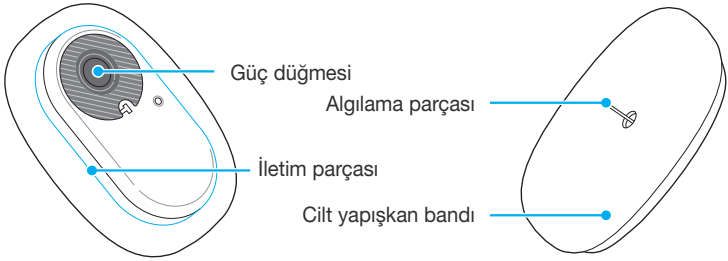 Güç düğmesi
Algılama parçası
İletim parçası
Cilt yapışkan bandı